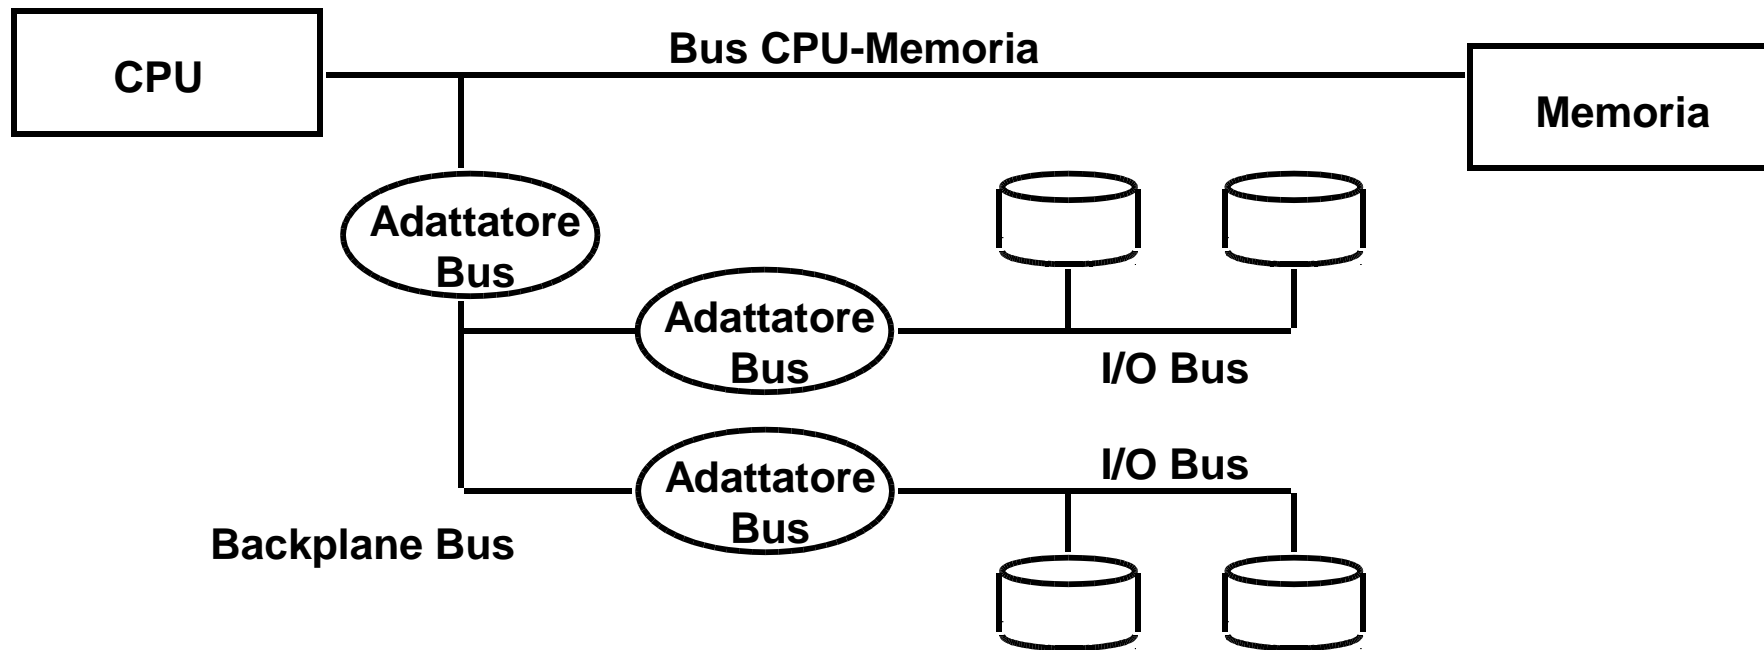 Bus CPU-Memoria
CPU
Memoria
Adattatore
Bus
Adattatore
Bus
I/O Bus
I/O Bus
Adattatore
Bus
Backplane Bus